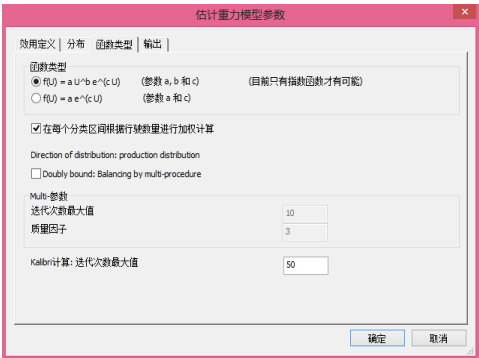 估计重力模型参数
效用定义 分布 函数类型 输出
函数类型
f(U) = a U^b e^(c U) (参数 a, b 和 c) (目前只有指数函数才有可能)
f(U) = a e^(c U) (参数 a 和 c)
在每个分类区间根据行驶数量进行加权计算
Direction of distribution: production distribution
Doubly bound: Balancing by multi-procedure
Multi-参数
迭代次数最大值 10
质量因子 3
Kalibri计算: 迭代次数最大值 50
确定 取消